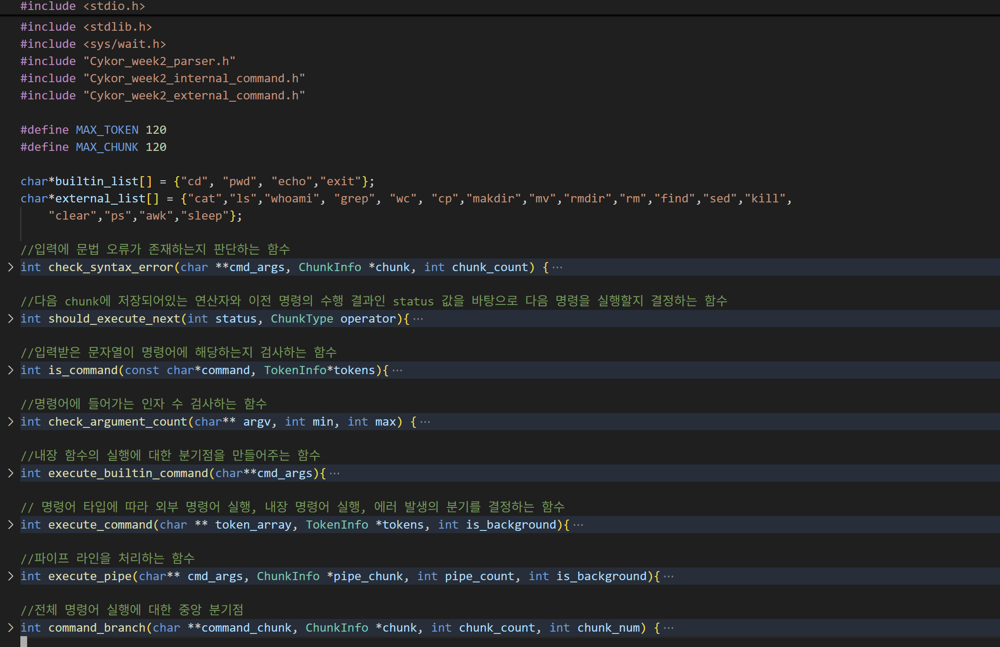 #include <stdio.h>
#include <stdlib.h>
#include <sys/wait.h>
#include "Cykor_week2_parser.h"
#include "Cykor_week2_internal_command.h"
#include "Cykor_week2_external_command.h"
#define MAX_TOKEN 120
#define MAX_CHUNK 120
char*builtin_list[] = {"cd", "pwd", "echo","exit"};
char*external_list[] = {"cat","ls","whoami", "grep", "wc", "cp","makdir","mv","rmdir","rm","find","sed","kill",
"clear","ps","awk","sleep"};
//입력에 문법 오류가 존재하는지 판단하는 함수
int check_syntax_error(char **cmd_args, ChunkInfo *chunk, int chunk_count) {…
//다음 chunk에 저장되어있는 연산자와 이전 명령의 수행 결과인 status 값을 바탕으로 다음 명령을 실행할지 결정하는 함수
int should_execute_next(int status, ChunkType operator){…
//입력받은 문자열이 명령어에 해당하는지 검사하는 함수
int is_command(const char*command, TokenInfo*tokens){…
//명령어에 들어가는 인자 수 검사하는 함수
int check_argument_count(char** argv, int min, int max) {…
//내장 함수의 실행에 대한 분기점을 만들어주는 함수
int execute_builtin_command(char**cmd_args){…
// 명령어 타입에 따라 외부 명령어 실행, 내장 명령어 실행, 에러 발생의 분기를 결정하는 함수
int execute_command(char ** token_array, TokenInfo *tokens, int is_background){…
//파이프 라인을 처리하는 함수
int execute_pipe(char** cmd_args, ChunkInfo *pipe_chunk, int pipe_count, int is_background){…
//전체 명령어 실행에 대한 중앙 분기점
int command_branch(char **command_chunk, ChunkInfo *chunk, int chunk_count, int chunk_num) {…